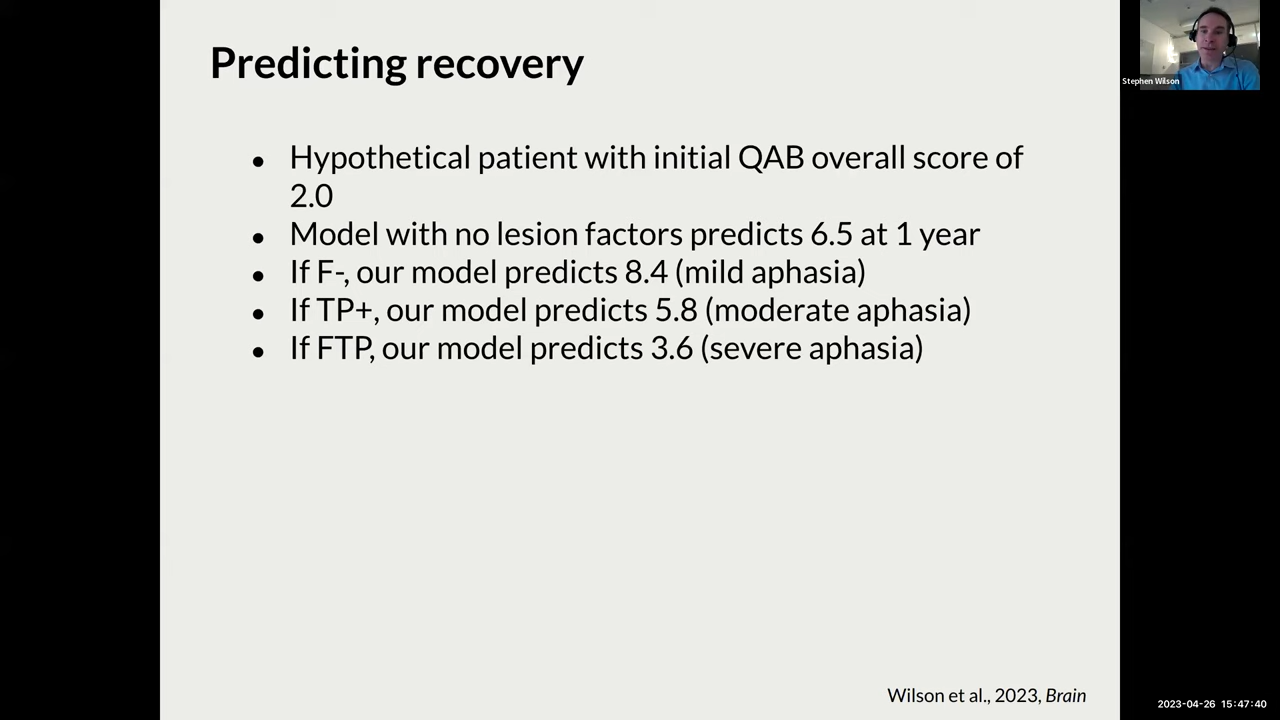 Predicting recovery
● Hypothetical patient with initial QAB overall score of
2.0
● Model with no lesion factors predicts 6.5 at 1 year
● If F-, our model predicts 8.4 (mild aphasia)
● If TP+, our model predicts 5.8 (moderate aphasia)
● If FTP, our model predicts 3.6 (severe aphasia)
Wilson et al., 2023, Brain
Stephen Wilson
2023-04-26 15:47:40